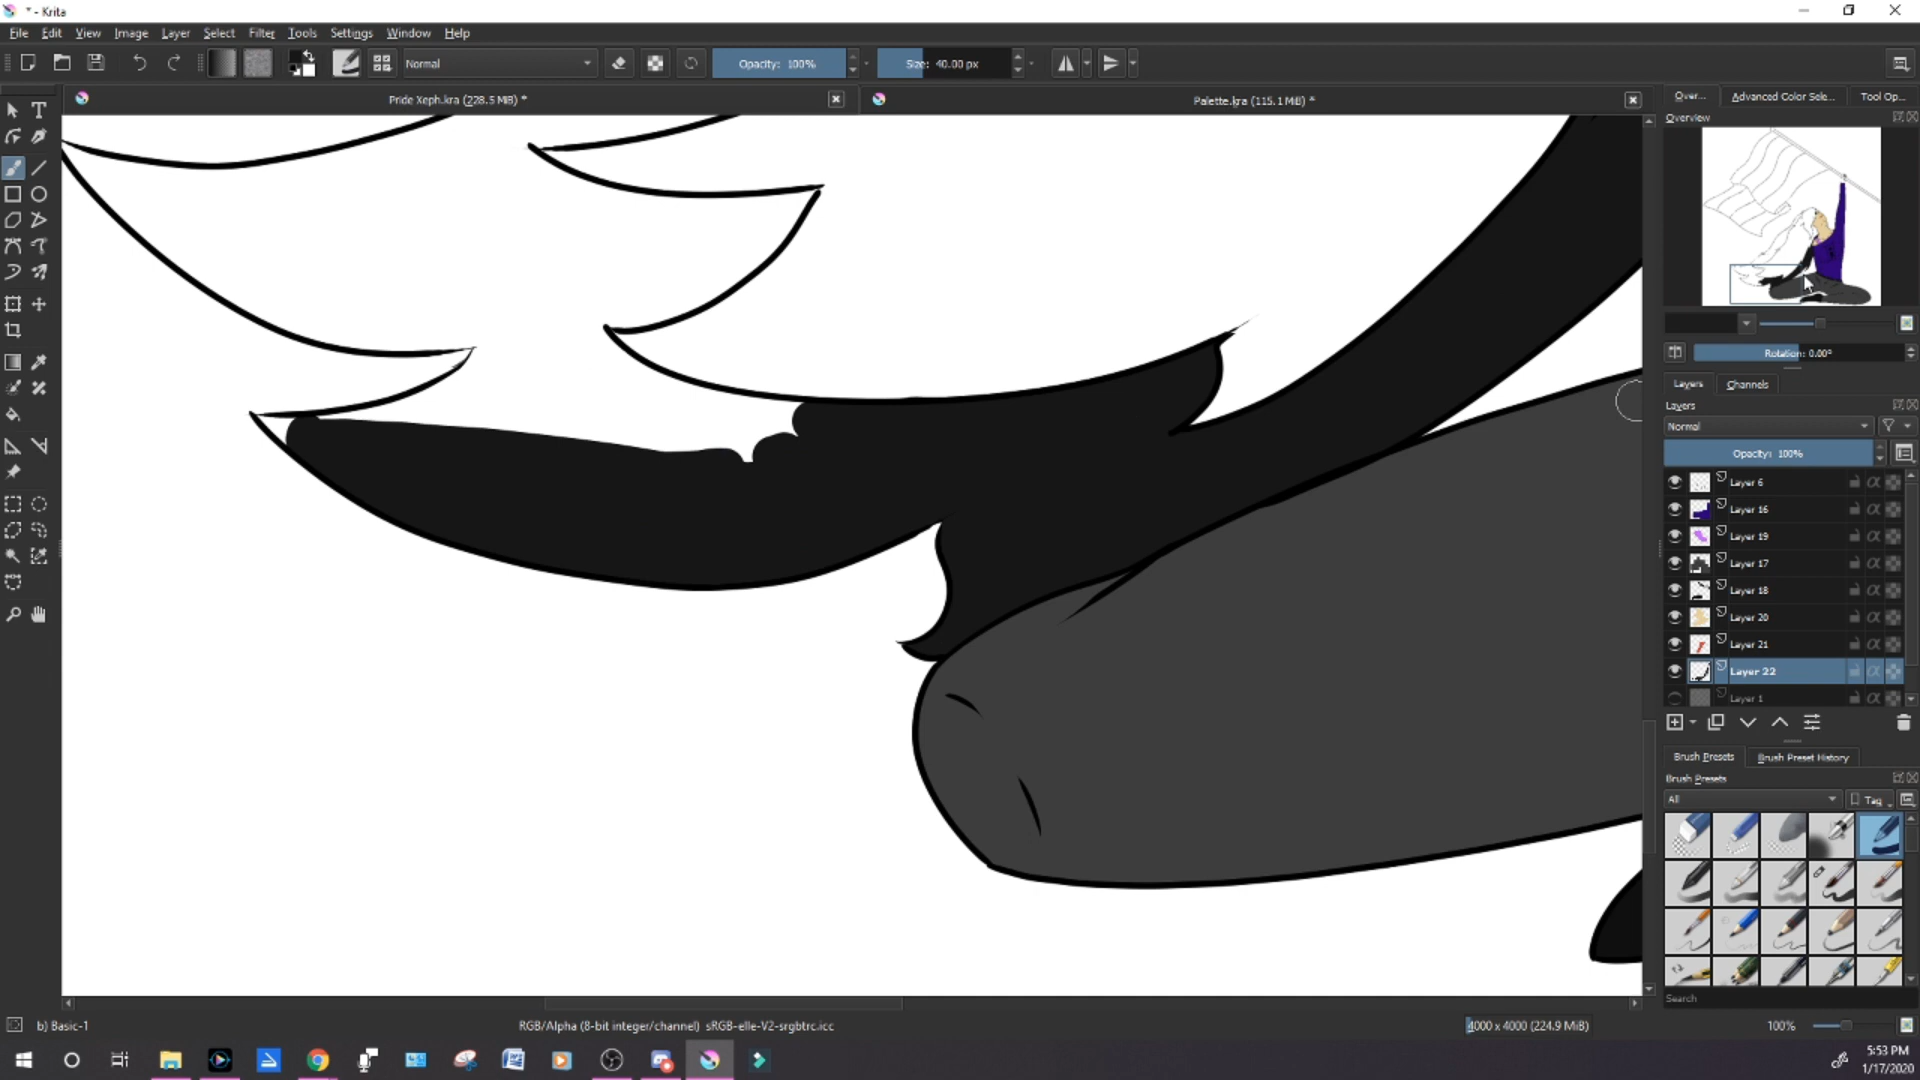 * - Krita
File Edit View Image Layer Select Filter Tools Settings Window Help
Normal
Opacity: 100%
Size: 40.00 px
Pride Xeph.kra (228.5 MiB) *
Palette.kra (115.1 MiB) *
Over... Advanced Color Sele... Tool Op...
Overview
Rotation: 0.00°
Layers Channels
Layers
Normal
Opacity: 100%
Layer 6
Layer 16
Layer 19
Layer 17
Layer 18
Layer 20
Layer 21
Layer 22
Layer 1
Brush Presets Brush Preset History
Brush Presets
All Tag
Search
b) Basic-1
RGB/Alpha (8-bit integer/channel) sRGB-elle-V2-srgbtrc.icc
4000 x 4000 (224.9 MiB)
100%
5:53 PM
1/17/2020